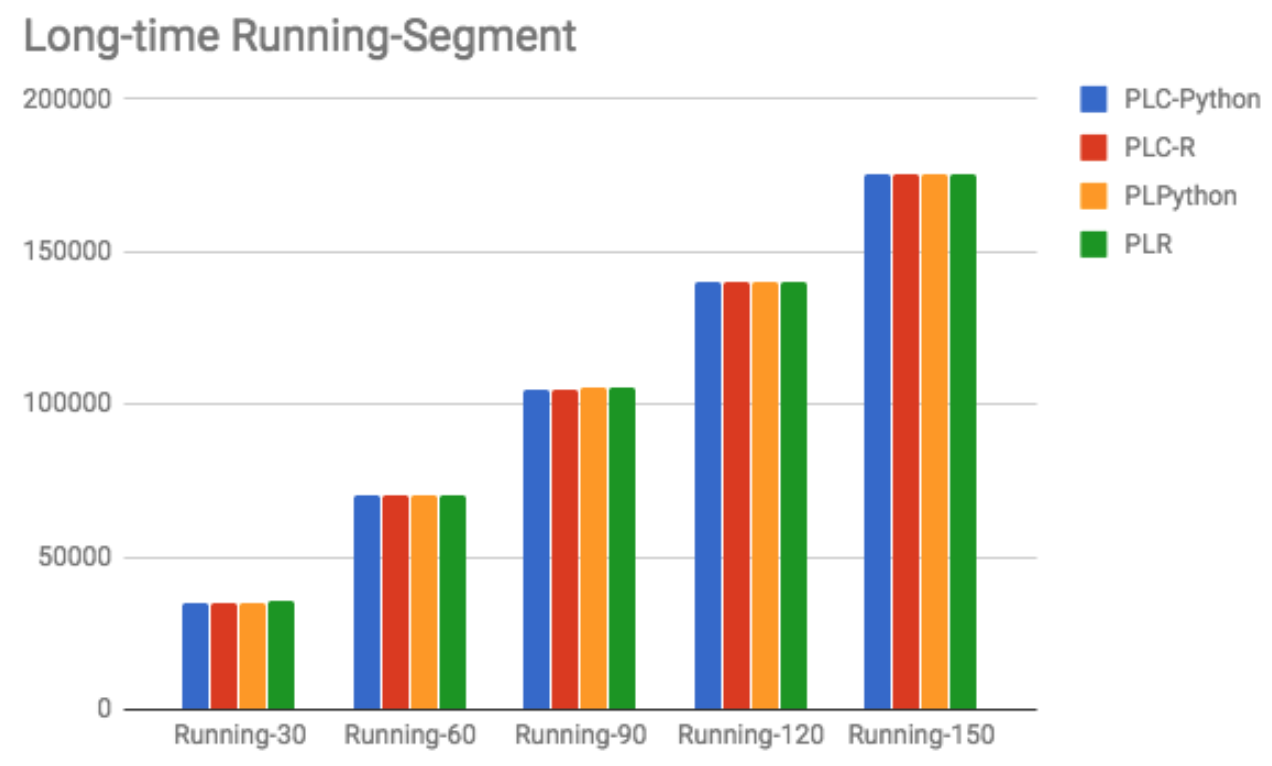 Long-time Running-Segment
200000
150000
100000
50000
0
Running-30
Running-60
Running-90
Running-120
Running-150
PLC-Python
PLC-R
PLPython
PLR